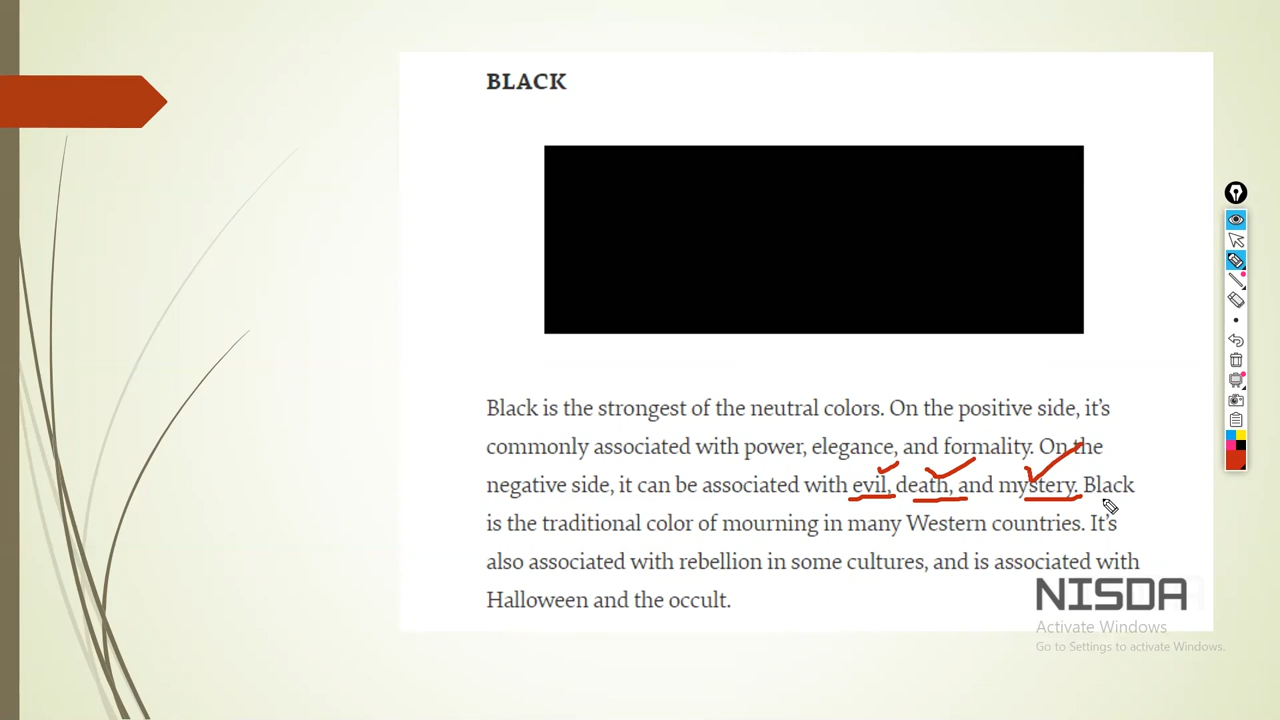 BLACK
Black is the strongest of the neutral colors. On the positive side, it’s
commonly associated with power, elegance, and formality. On the
negative side, it can be associated with evil, death, and mystery. Black
is the traditional color of mourning in many Western countries. It’s
also associated with rebellion in some cultures, and is associated with
Halloween and the occult.
NISDA
Activate Windows
Go to Settings to activate Windows.